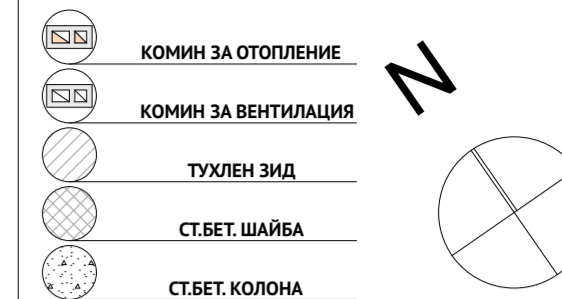 КОМИН ЗА ОТОПЛЕНИЕ
N
КОМИН ЗА ВЕНТИЛАЦИЯ
ТУХЛЕН ЗИД
СТ.БЕТ. ШАЙБА
СТ.БЕТ. КОЛОНА